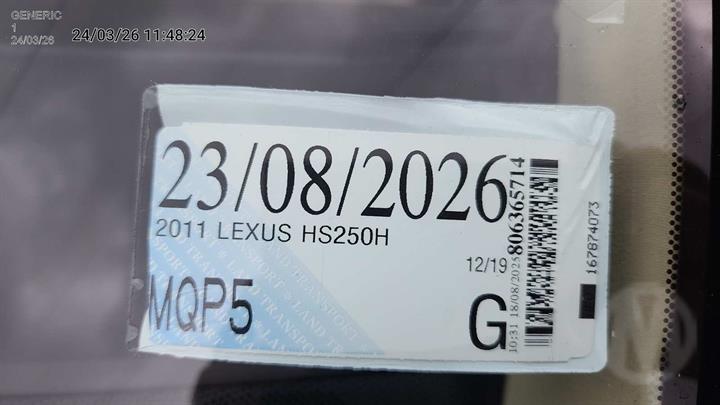 GENERIC
1
24/03/26
24/03/26 11:48:24
23/08/2026
2011 LEXUS HS250H
12/19
MQP5
G
10:31 18/08/2025
806365714
167874073